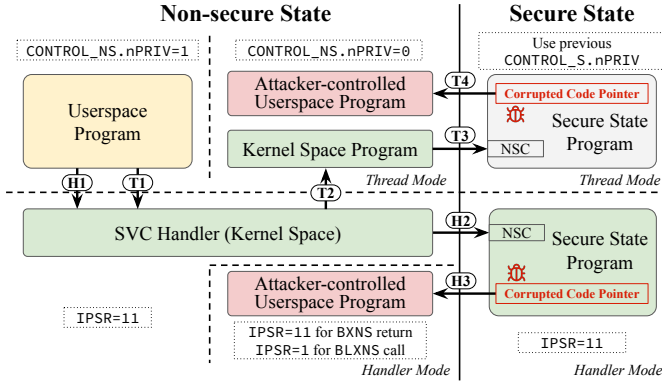 Non-secure State
Secure State
CONTROL_NS.nPRIV=1
CONTROL_NS.nPRIV=0
Use previous
CONTROL_S.nPRIV
Userspace
Program
Attacker-controlled
Userspace Program
T4
Corrupted Code Pointer
Secure State
Program
Kernel Space Program
T3
NSC
H1
T1
T2
Thread Mode
Thread Mode
SVC Handler (Kernel Space)
H2
NSC
Secure State
Program
Attacker-controlled
Userspace Program
H3
Corrupted Code Pointer
IPSR=11
IPSR=11 for BXNS return
IPSR=1 for BLXNS call
IPSR=11
Handler Mode
Handler Mode